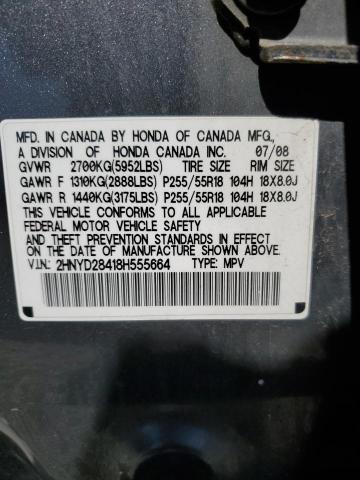 MFD. IN CANADA BY HONDA OF CANADA MFG.,
A DIVISION OF HONDA CANADA INC. 07/08
GVWR 2700KG(5952LBS) TIRE SIZE RIM SIZE
GAWR F 1310KG(2888LBS) P255/55R18 104H 18X8.0J
GAWR R 1440KG(3175LBS) P255/55R18 104H 18X8.0J
THIS VEHICLE CONFORMS TO ALL APPLICABLE
FEDERAL MOTOR VEHICLE SAFETY
AND THEFT PREVENTION STANDARDS IN EFFECT
ON THE DATE OF MANUFACTURE SHOWN ABOVE.
V.I.N.: 2HNYD28418H555664 TYPE: MPV